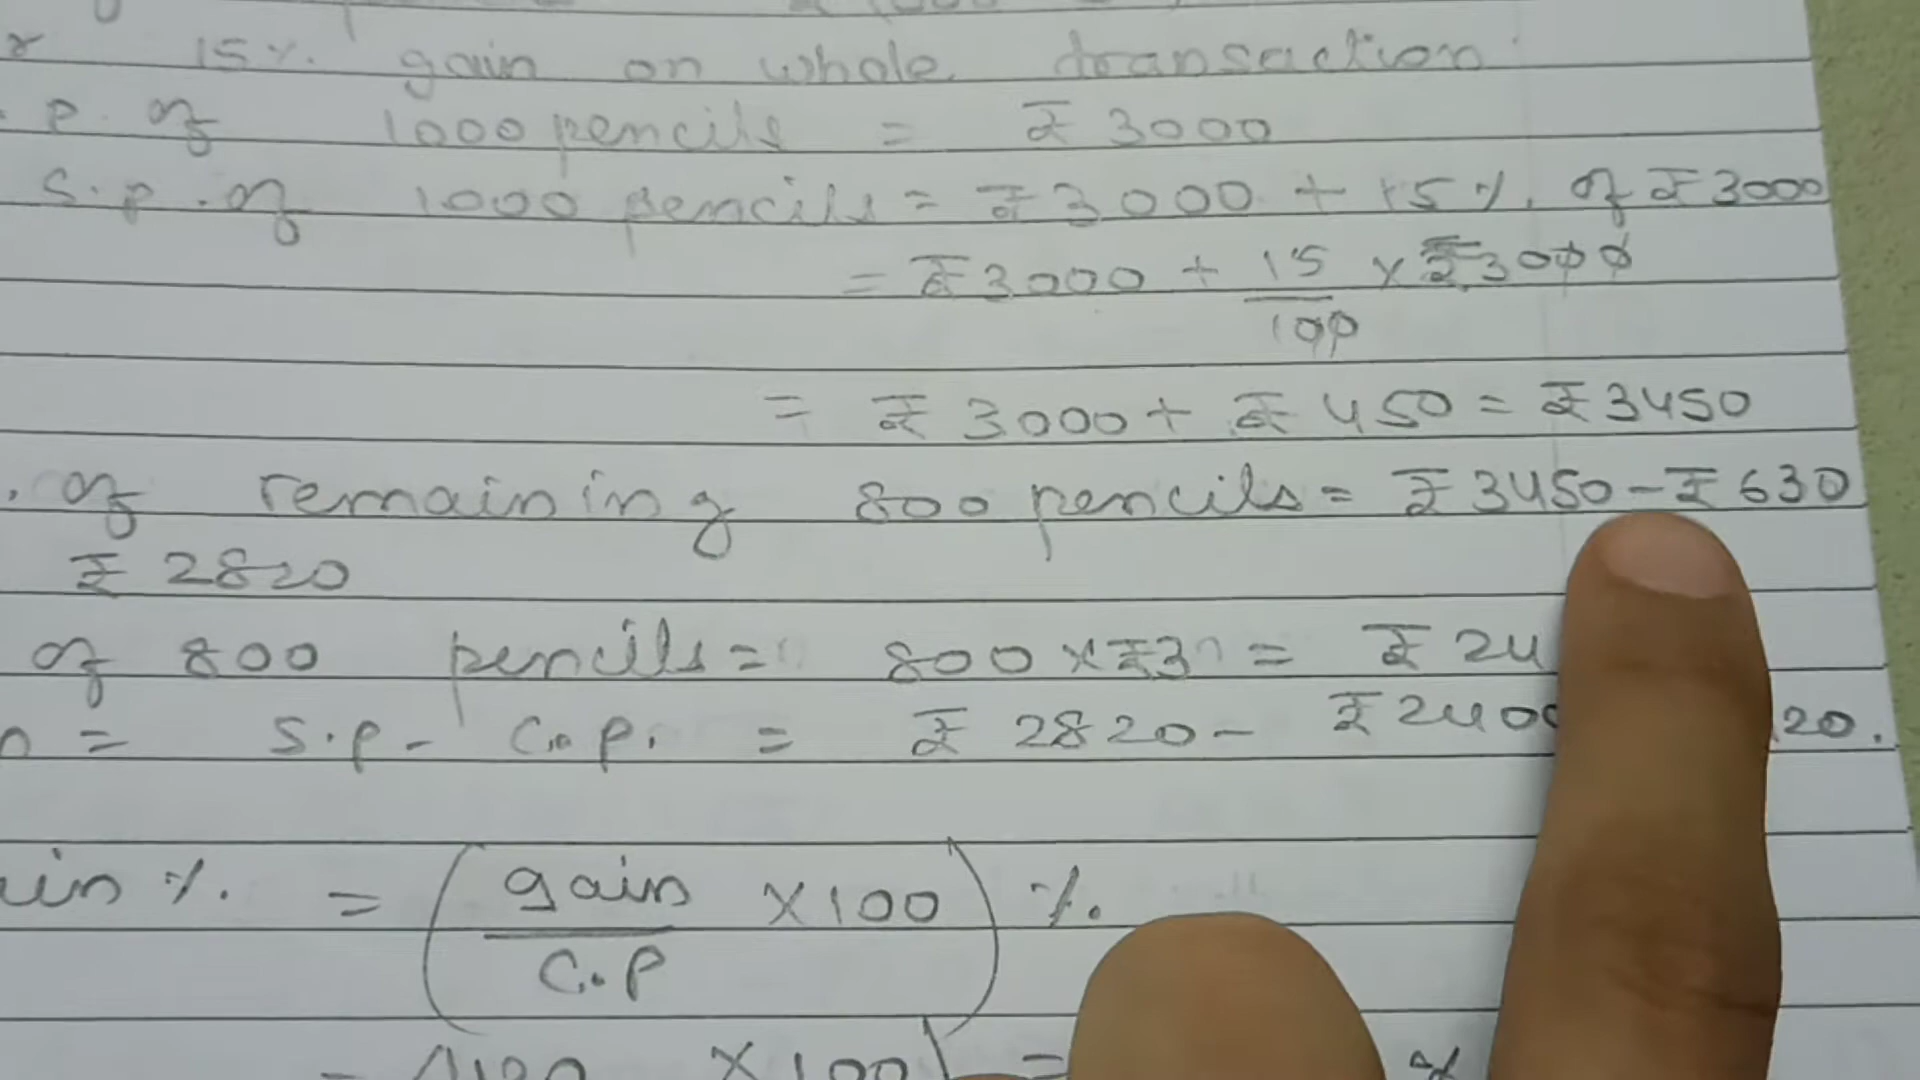 15%. gain on whole transaction
P. of 1000 pencils = ₹ 3000
S.P. of 1000 pencils = ₹ 3000 + 15%. of ₹ 3000
= ₹ 3000 + 15/100 × ₹ 3000
= ₹ 3000 + ₹ 450 = ₹ 3450
. of remaining 800 pencils = ₹ 3450 - ₹ 630
₹ 2820
of 800 pencils = 800 × ₹ 3 = ₹ 24
n = S.P - C.P. = ₹ 2820 - ₹ 2400 20.
in %. = (gain/C.P × 100) %.
× 100) =